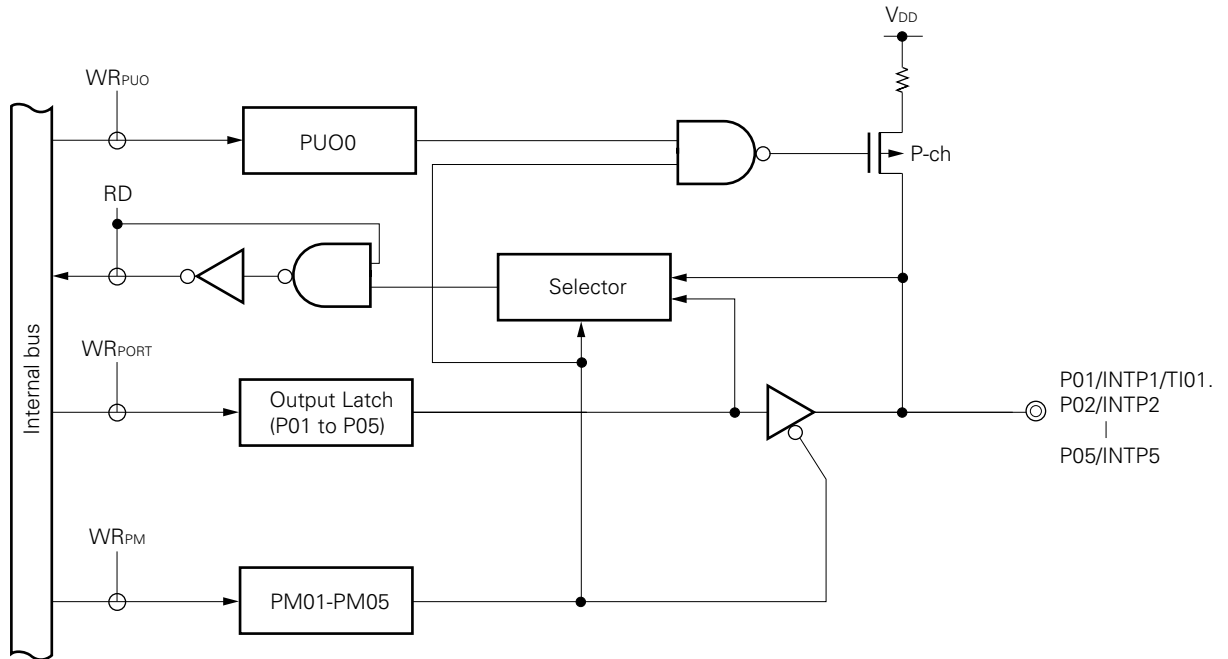 VDD
WRPUO
PUO0
P-ch
RD
Selector
Internal bus
WRPORT
Output Latch
(P01 to P05)
P01/INTP1/TI01.
P02/INTP2
P05/INTP5
WRPM
PM01-PM05